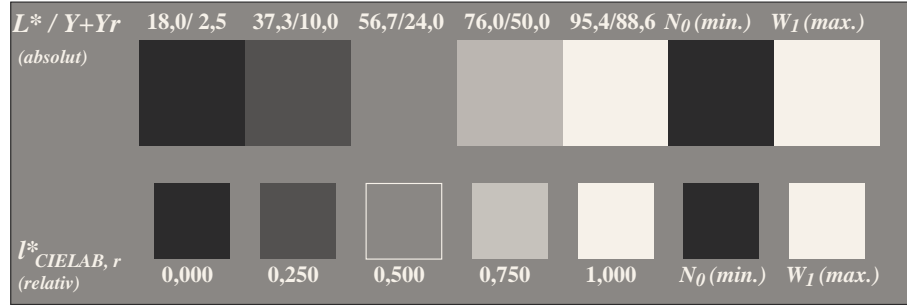 L* / Y+Yr 18,0/ 2,5 37,3/10,0 56,7/24,0 76,0/50,0 95,4/88,6 N0 (min.) W1 (max.)
(absolut)
l*CIELAB, r
(relativ) 0,000 0,250 0,500 0,750 1,000 N0 (min.) W1 (max.)